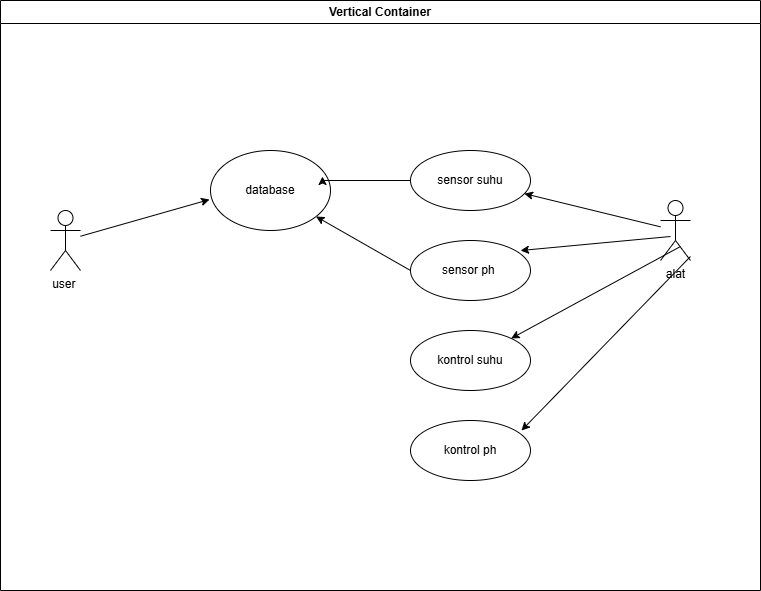 Vertical Container
database
sensor suhu
sensor ph
user
alat
kontrol suhu
kontrol ph